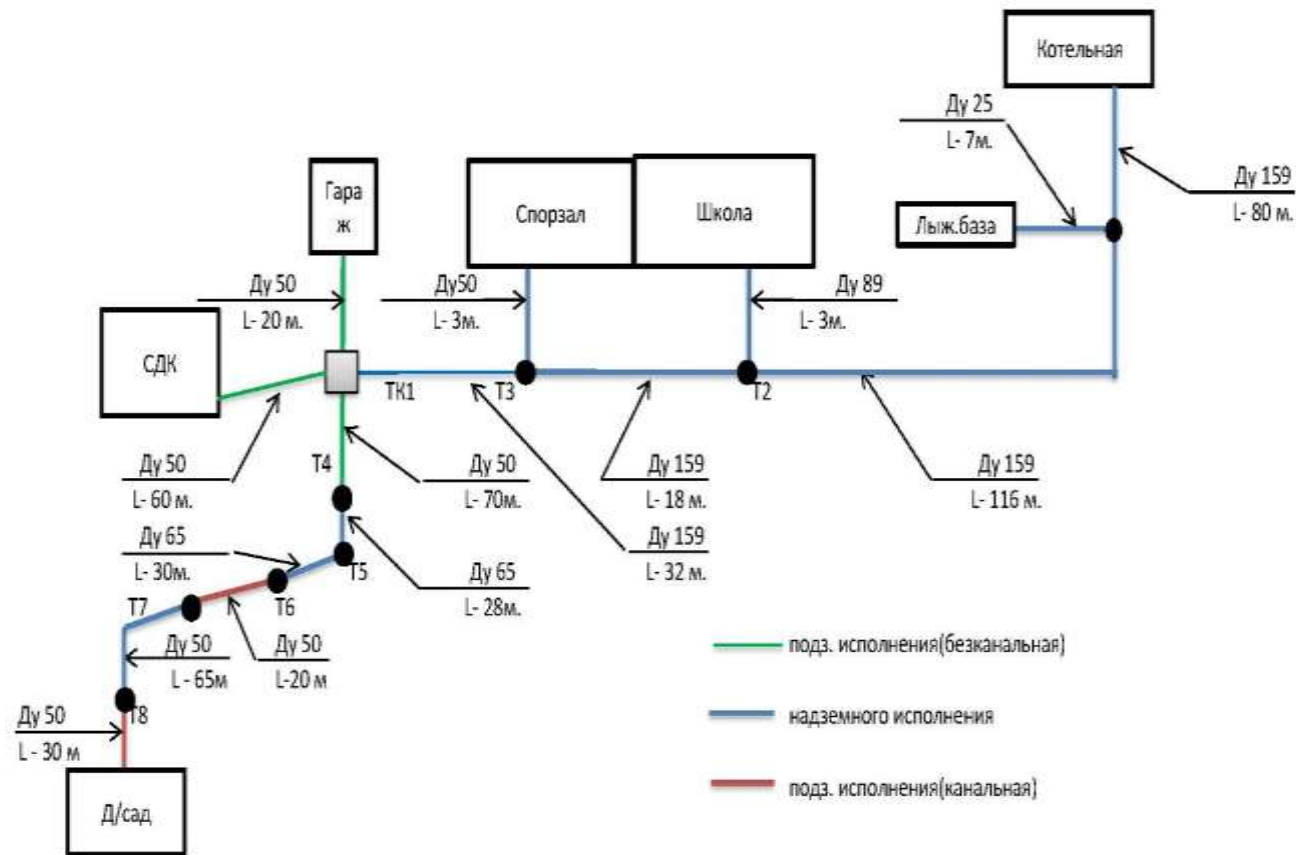 Котельная
Ду 25
L- 7м.
Ду 159
L- 80 м.
Гара
ж
Спорзал
Школа
Лыж.база
Ду 50
L- 20 м.
Ду50
L- 3м.
Ду 89
L- 3м.
СДК
ТК1
Т3
Т2
Ду 50
L- 60 м.
Т4
Ду 50
L- 70м.
Ду 159
L- 18 м.
Ду 159
L- 116 м.
Ду 65
L- 30м.
Т5
Ду 65
L- 28м.
Ду 159
L- 32 м.
Т7
Т6
Ду 50
L - 65м
Ду 50
L-20 м
подз. исполнения(безканальная)
Ду 50
L - 30 м
Т8
надземного исполнения
Д/сад
подз. исполнения(канальная)